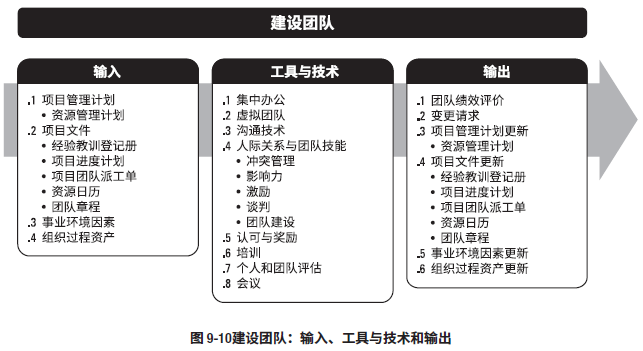 建设团队
输入
.1 项目管理计划
• 资源管理计划
.2 项目文件
• 经验教训登记册
• 项目进度计划
• 项目团队派工单
• 资源日历
• 团队章程
.3 事业环境因素
.4 组织过程资产
工具与技术
.1 集中办公
.2 虚拟团队
.3 沟通技术
.4 人际关系与团队技能
• 冲突管理
• 影响力
• 激励
• 谈判
• 团队建设
.5 认可与奖励
.6 培训
.7 个人和团队评估
.8 会议
输出
.1 团队绩效评价
.2 变更请求
.3 项目管理计划更新
• 资源管理计划
.4 项目文件更新
• 经验教训登记册
• 项目进度计划
• 项目团队派工单
• 资源日历
• 团队章程
.5 事业环境因素更新
.6 组织过程资产更新
图 9-10建设团队：输入、工具与技术和输出